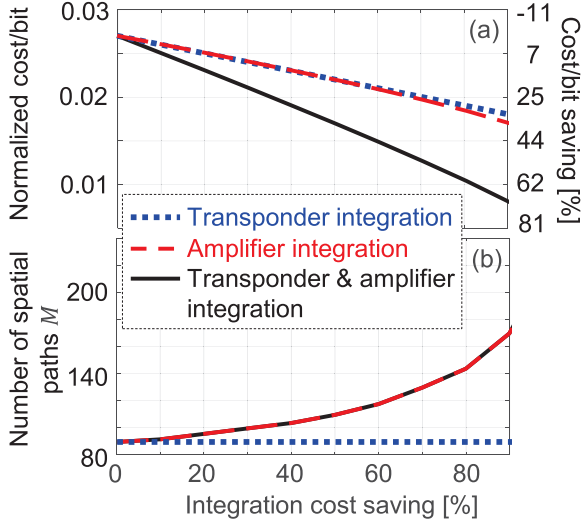 0.03
0.02
0.01
Normalized cost/bit
(a)
-11
7
25
44
62
81
Cost/bit saving [%]
Transponder integration
Amplifier integration
Transponder & amplifier
integration
(b)
200
140
80
Number of spatial
paths M
0 20 40 60 80
Integration cost saving [%]